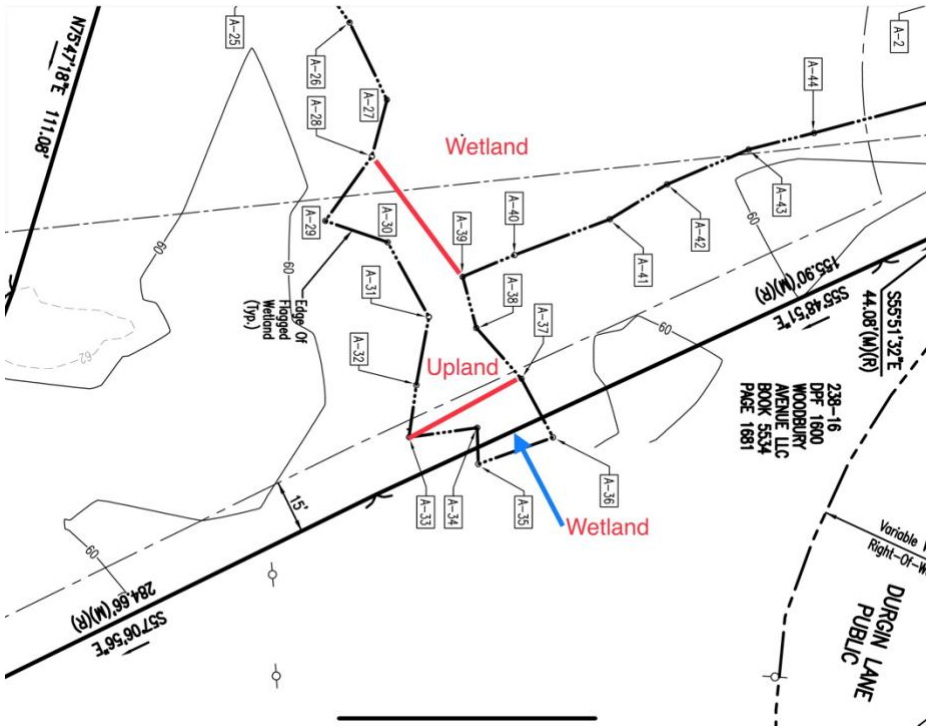 A-25
A-26
A-27
A-28
A-29
A-30
A-31
A-32
A-33
A-34
A-35
A-36
A-37
A-38
A-39
A-40
A-41
A-42
A-43
A-44
A-2
N75°47'18"E 111.08'
Wetland
Edge Of
Flagged
Wetland
(Typ.)
Upland
Wetland
60
60
60
60
60
60
62
15'
155.90'(M)(R)
S55°48'51"E
S55°51'32"E
44.08'(M)(R)
238-16
DPF 1600
WOODBURY
AVENUE LLC
BOOK 5534
PAGE 1681
284.66'(M)(R)
S57°06'56"E
Variable
Right-Of-
DURGIN LANE
PUBLIC